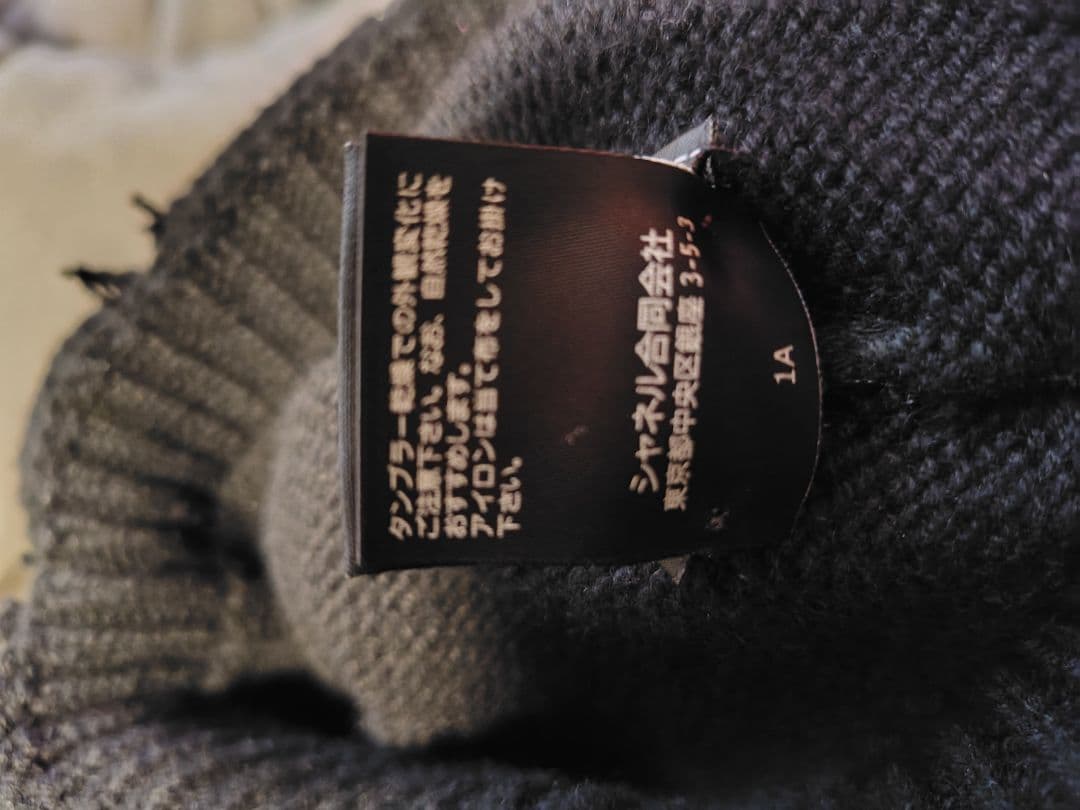 タンブラー乾燥での外観変化に
ご注意下さい。なお、自然乾燥を
おすすめします。
アイロンは当て布をしてお掛け
下さい。
シャネル合同会社
東京都中央区銀座 3-5-3
1A